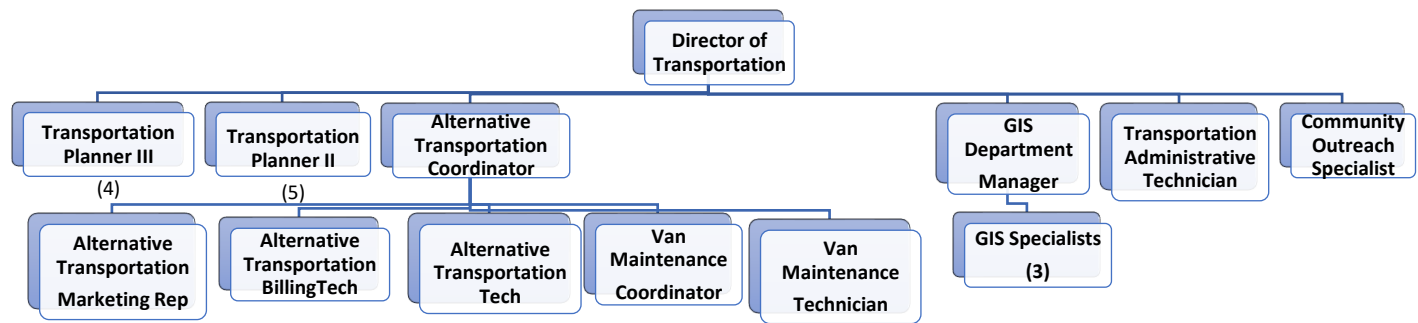 Director of
Transportation
Transportation
Planner III
(4)
Transportation
Planner II
(5)
Alternative
Transportation
Coordinator
GIS
Department
Manager
Transportation
Administrative
Technician
Community
Outreach
Specialist
Alternative
Transportation
Marketing Rep
Alternative
Transportation
BillingTech
Alternative
Transportation
Tech
Van
Maintenance
Coordinator
Van
Maintenance
Technician
GIS Specialists
(3)